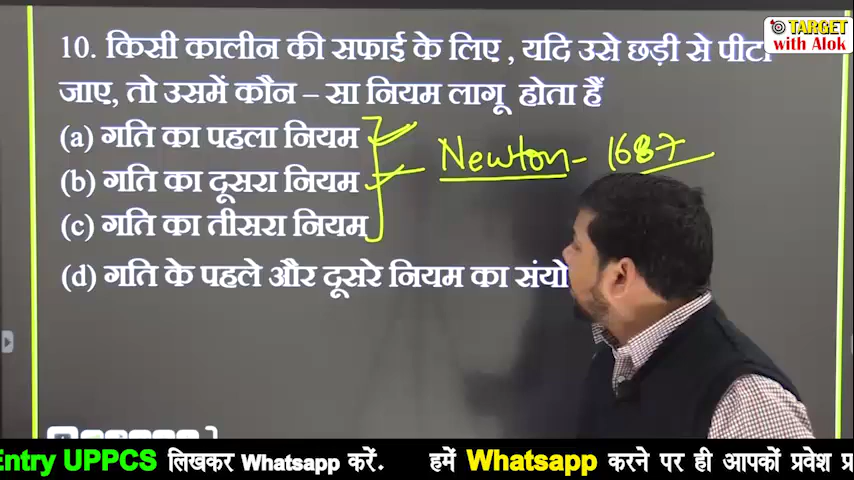 TARGET
with Alok
10. किसी कालीन की सफाई के लिए , यदि उसे छड़ी से पीटा
जाए, तो उसमें कौन – सा नियम लागू होता हैं
(a) गति का पहला नियम
(b) गति का दूसरा नियम
(c) गति का तीसरा नियम
(d) गति के पहले और दूसरे नियम का संयो
Newton - 1687
Entry UPPCS लिखकर Whatsapp करें. हमें Whatsapp करने पर ही आपकों प्रवेश प्र